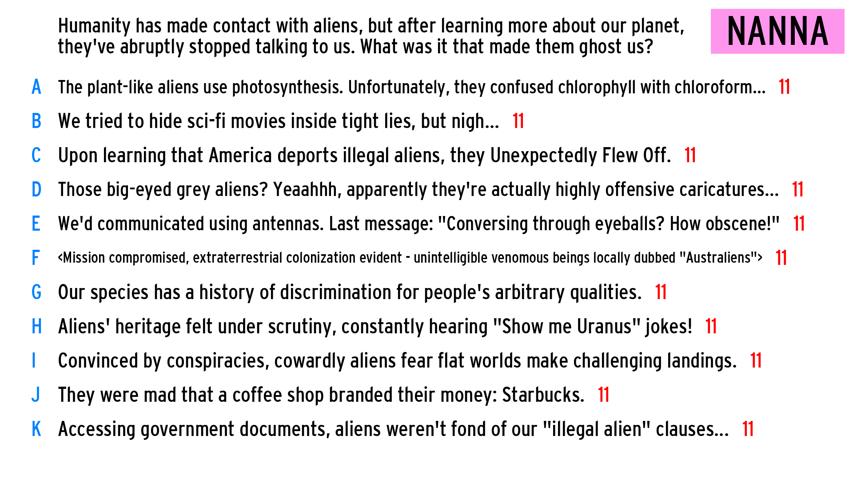 Humanity has made contact with aliens, but after learning more about our planet,
they've abruptly stopped talking to us. What was it that made them ghost us?
NANNA
A The plant-like aliens use photosynthesis. Unfortunately, they confused chlorophyll with chloroform... 11
B We tried to hide sci-fi movies inside tight lies, but nigh... 11
C Upon learning that America deports illegal aliens, they Unexpectedly Flew Off. 11
D Those big-eyed grey aliens? Yeaahhh, apparently they're actually highly offensive caricatures... 11
E We'd communicated using antennas. Last message: "Conversing through eyeballs? How obscene!" 11
F <Mission compromised, extraterrestrial colonization evident - unintelligible venomous beings locally dubbed "Australiens"> 11
G Our species has a history of discrimination for people's arbitrary qualities. 11
H Aliens' heritage felt under scrutiny, constantly hearing "Show me Uranus" jokes! 11
I Convinced by conspiracies, cowardly aliens fear flat worlds make challenging landings. 11
J They were mad that a coffee shop branded their money: Starbucks. 11
K Accessing government documents, aliens weren't fond of our "illegal alien" clauses... 11